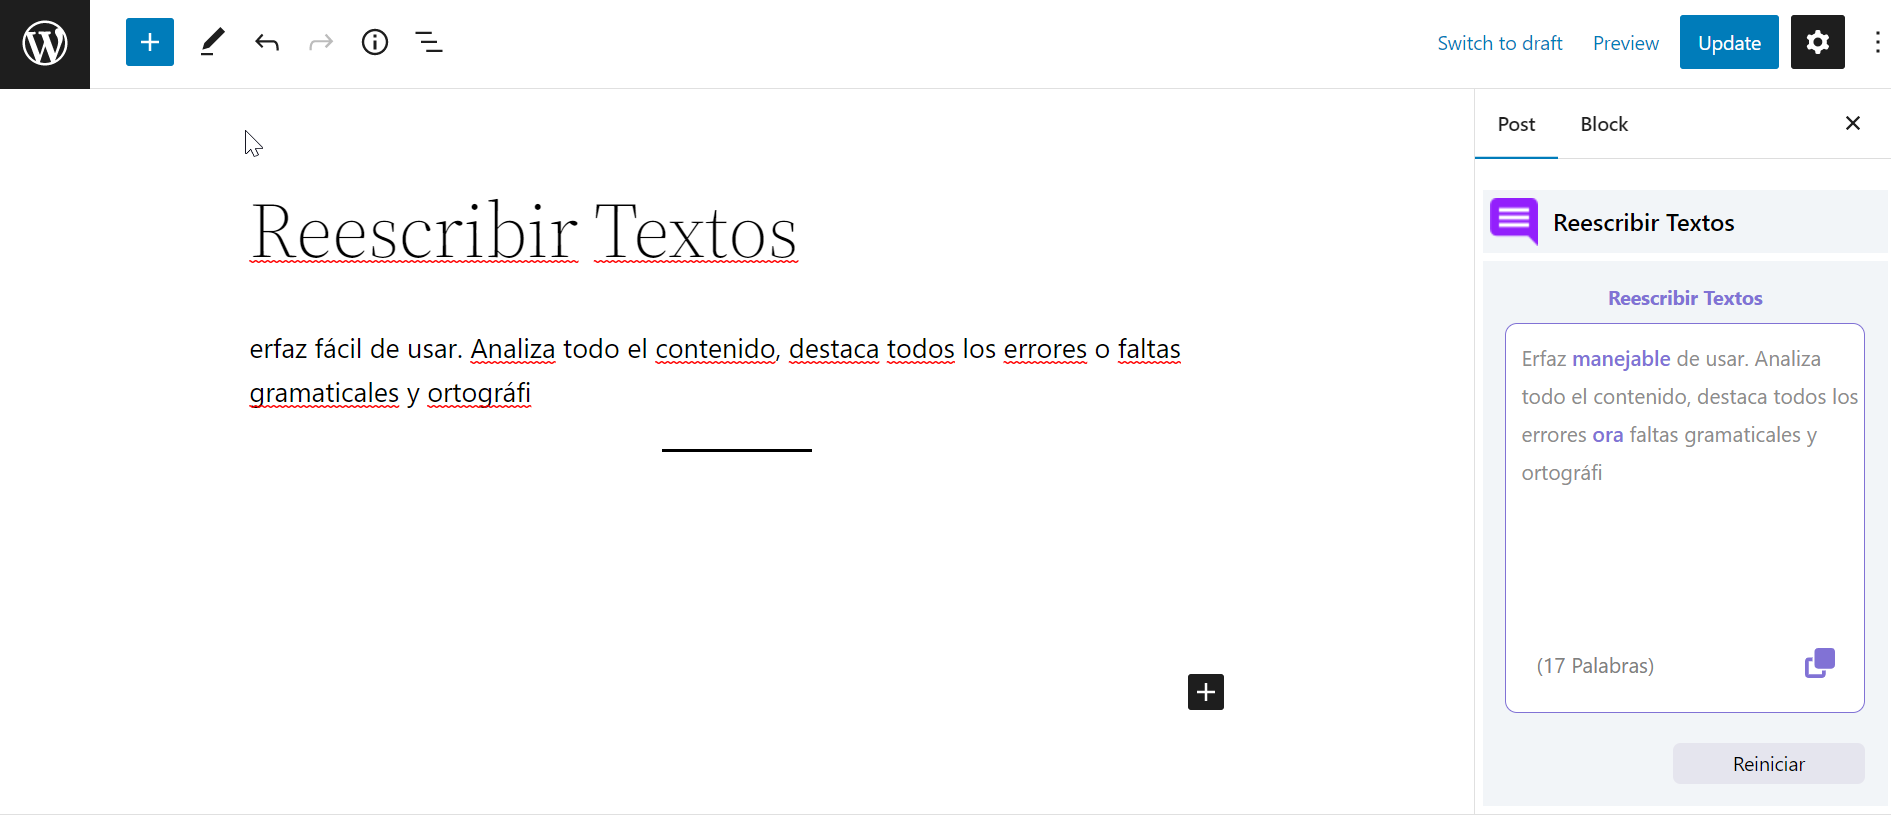 Switch to draft Preview Update
Post Block
Reescribir Textos
erfaz fácil de usar. Analiza todo el contenido, destaca todos los errores o faltas
gramaticales y ortográfi
Reescribir Textos
Reescribir Textos
Erfaz manejable de usar. Analiza
todo el contenido, destaca todos los
errores ora faltas gramaticales y
ortográfi
(17 Palabras)
Reiniciar